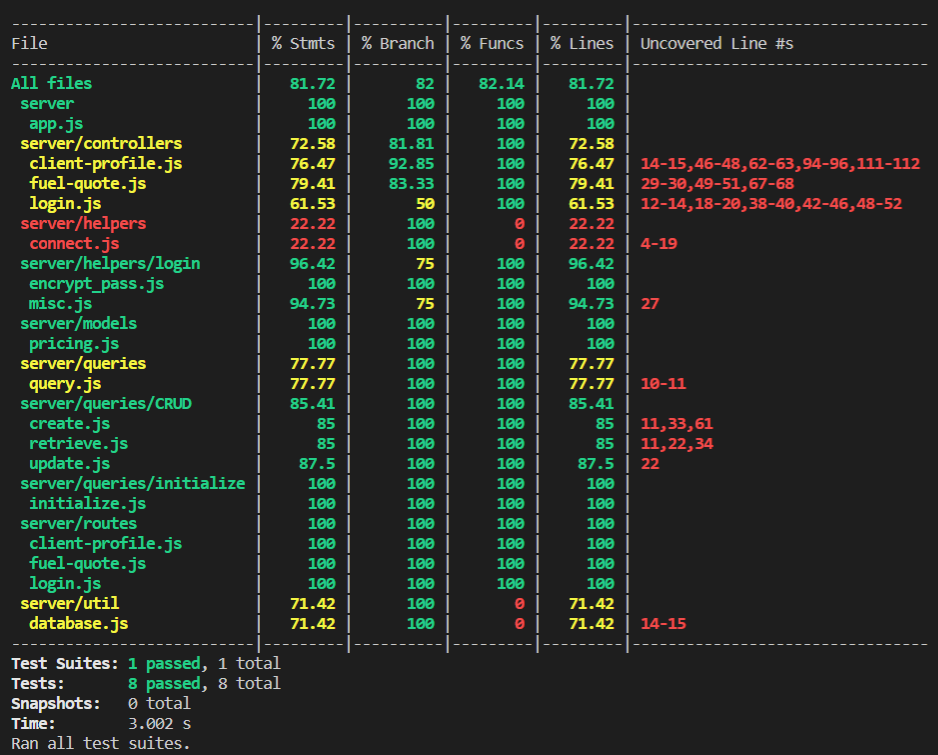 --------------------------|---------|----------|---------|---------|---------------------------------
File                      | % Stmts | % Branch | % Funcs | % Lines | Uncovered Line #s
--------------------------|---------|----------|---------|---------|---------------------------------
All files                 |   81.72 |       82 |   82.14 |   81.72 |
 server                   |     100 |      100 |     100 |     100 |
  app.js                  |     100 |      100 |     100 |     100 |
 server/controllers       |   72.58 |    81.81 |     100 |   72.58 |
  client-profile.js       |   76.47 |    92.85 |     100 |   76.47 | 14-15,46-48,62-63,94-96,111-112
  fuel-quote.js           |   79.41 |    83.33 |     100 |   79.41 | 29-30,49-51,67-68
  login.js                |   61.53 |       50 |     100 |   61.53 | 12-14,18-20,38-40,42-46,48-52
 server/helpers           |   22.22 |      100 |       0 |   22.22 |
  connect.js              |   22.22 |      100 |       0 |   22.22 | 4-19
 server/helpers/login     |   96.42 |       75 |     100 |   96.42 |
  encrypt_pass.js         |     100 |      100 |     100 |     100 |
  misc.js                 |   94.73 |       75 |     100 |   94.73 | 27
 server/models            |     100 |      100 |     100 |     100 |
  pricing.js              |     100 |      100 |     100 |     100 |
 server/queries           |   77.77 |      100 |     100 |   77.77 |
  query.js                |   77.77 |      100 |     100 |   77.77 | 10-11
 server/queries/CRUD      |   85.41 |      100 |     100 |   85.41 |
  create.js               |      85 |      100 |     100 |      85 | 11,33,61
  retrieve.js             |      85 |      100 |     100 |      85 | 11,22,34
  update.js               |    87.5 |      100 |     100 |    87.5 | 22
 server/queries/initialize |     100 |      100 |     100 |     100 |
  initialize.js           |     100 |      100 |     100 |     100 |
 server/routes            |     100 |      100 |     100 |     100 |
  client-profile.js       |     100 |      100 |     100 |     100 |
  fuel-quote.js           |     100 |      100 |     100 |     100 |
  login.js                |     100 |      100 |     100 |     100 |
 server/util              |   71.42 |      100 |       0 |   71.42 |
  database.js             |   71.42 |      100 |       0 |   71.42 | 14-15
--------------------------|---------|----------|---------|---------|---------------------------------
Test Suites: 1 passed, 1 total
Tests:       8 passed, 8 total
Snapshots:   0 total
Time:        3.002 s
Ran all test suites.